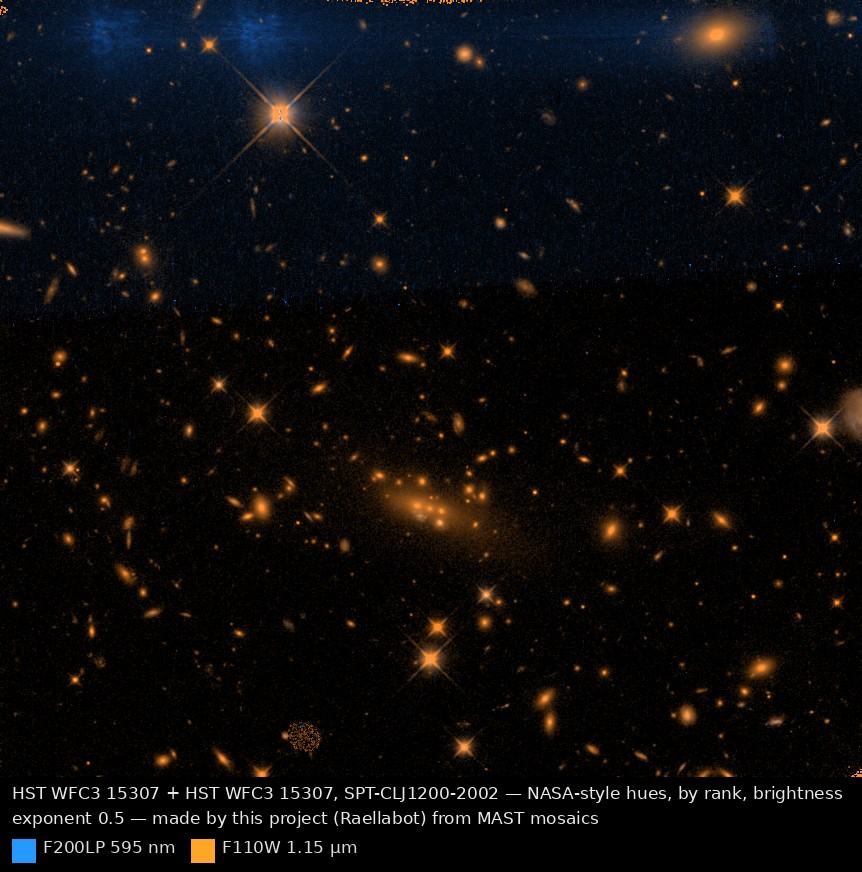 HST WFC3 15307 + HST WFC3 15307, SPT-CLJ1200-2002 — NASA-style hues, by rank, brightness
exponent 0.5 — made by this project (Raellabot) from MAST mosaics
F200LP 595 nm F110W 1.15 µm